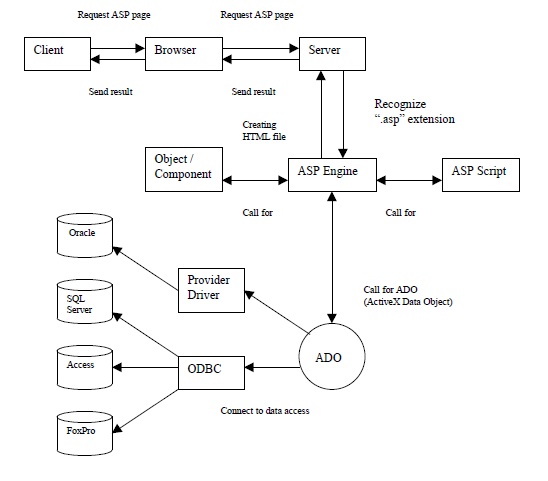 Request ASP page
Request ASP page
Client
Browser
Server
Send result
Send result
Recognize
“.asp” extension
Creating
HTML file
Object /
Component
ASP Engine
ASP Script
Call for
Call for
Oracle
Provider
Driver
Call for ADO
(ActiveX Data Object)
SQL
Server
ADO
Access
ODBC
Connect to data access
FoxPro